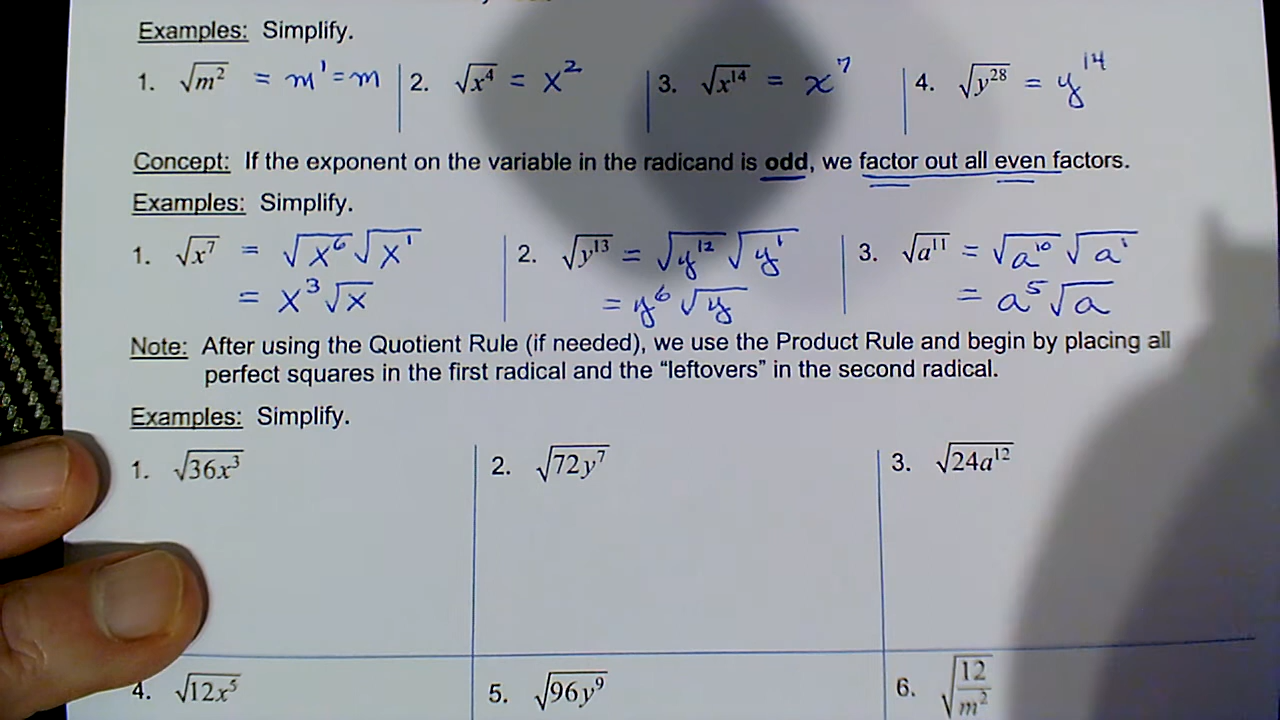 Examples: Simplify.
1. √m² = m¹ = m 2. √x⁴ = x² 3. √x¹⁴ = x⁷ 4. √y²⁸ = y¹⁴
Concept: If the exponent on the variable in the radicand is odd, we factor out all even factors.
Examples: Simplify.
1. √x⁷ = √x⁶ √x¹ 2. √y¹³ = √y¹² √y¹ 3. √a¹¹ = √a¹⁰ √a¹
= x³√x = y⁶√y = a⁵√a
Note: After using the Quotient Rule (if needed), we use the Product Rule and begin by placing all
perfect squares in the first radical and the “leftovers” in the second radical.
Examples: Simplify.
1. √36x³ 2. √72y⁷ 3. √24a¹²
4. √12x⁵ 5. √96y⁹ 6. √(12/m²)